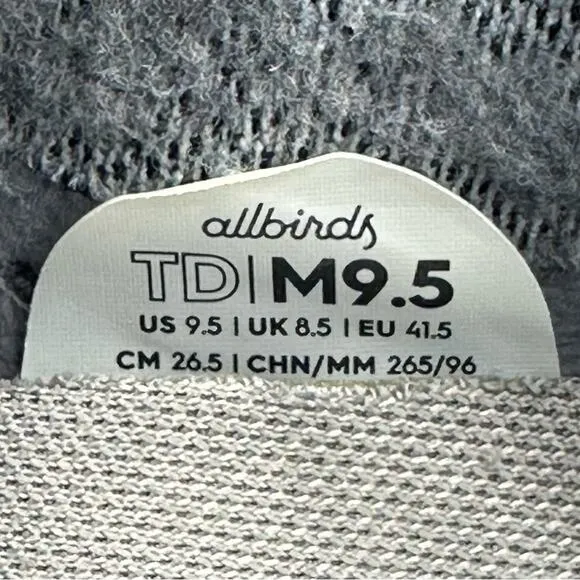 allbirds
TD|M9.5
US 9.5 | UK 8.5 | EU 41.5
CM 26.5 | CHN/MM 265/96